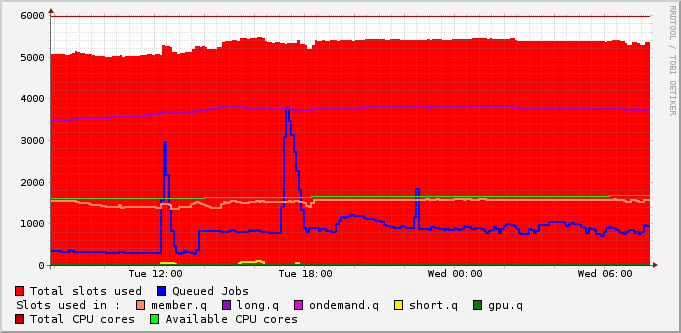 6000
5000
4000
3000
2000
1000
0
Tue 12:00 Tue 18:00 Wed 00:00 Wed 06:00
RRDTOOL / TOBI OETIKER
Total slots used Queued Jobs
Slots used in : member.q long.q ondemand.q short.q gpu.q
Total CPU cores Available CPU cores